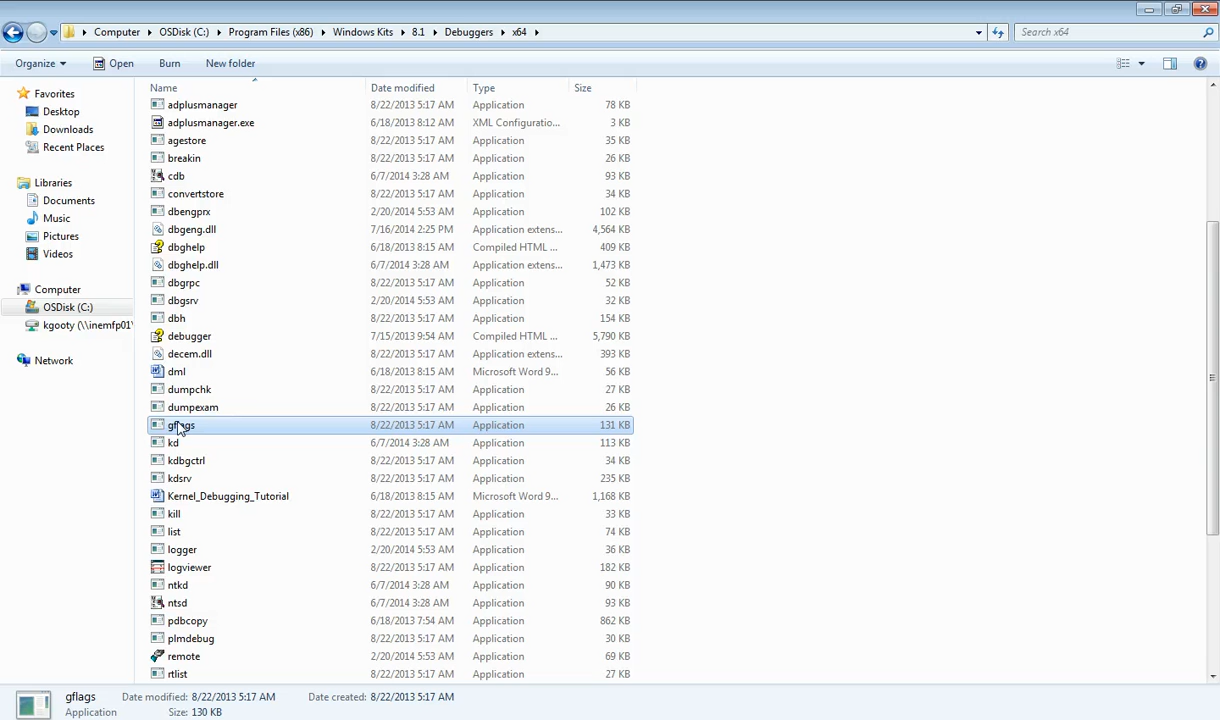 Computer OSDisk (C:) Program Files (x86) Windows Kits 8.1 Debuggers x64 Search x64
Organize Open Burn New folder
Name Date modified Type Size
Favorites
Desktop
Downloads
Recent Places
Libraries
Documents
Music
Pictures
Videos
Computer
OSDisk (C:)
kgooty (\\inemfp01\
Network
adplusmanager 8/22/2013 5:17 AM Application 78 KB
adplusmanager.exe 6/18/2013 8:12 AM XML Configuratio... 3 KB
agestore 8/22/2013 5:17 AM Application 35 KB
breakin 8/22/2013 5:17 AM Application 26 KB
cdb 6/7/2014 3:28 AM Application 93 KB
convertstore 8/22/2013 5:17 AM Application 34 KB
dbengprx 2/20/2014 5:53 AM Application 102 KB
dbgeng.dll 7/16/2014 2:25 PM Application extens... 4,564 KB
dbghelp 6/18/2013 8:15 AM Compiled HTML ... 409 KB
dbghelp.dll 6/7/2014 3:28 AM Application extens... 1,473 KB
dbgrpc 8/22/2013 5:17 AM Application 52 KB
dbgsrv 2/20/2014 5:53 AM Application 32 KB
dbh 8/22/2013 5:17 AM Application 154 KB
debugger 7/15/2013 9:54 AM Compiled HTML ... 5,790 KB
decem.dll 8/22/2013 5:17 AM Application extens... 393 KB
dml 6/18/2013 8:15 AM Microsoft Word 9... 56 KB
dumpchk 8/22/2013 5:17 AM Application 27 KB
dumpexam 8/22/2013 5:17 AM Application 26 KB
gflags 8/22/2013 5:17 AM Application 131 KB
kd 6/7/2014 3:28 AM Application 113 KB
kdbgctrl 8/22/2013 5:17 AM Application 34 KB
kdsrv 8/22/2013 5:17 AM Application 235 KB
Kernel_Debugging_Tutorial 6/18/2013 8:15 AM Microsoft Word 9... 1,168 KB
kill 8/22/2013 5:17 AM Application 33 KB
list 8/22/2013 5:17 AM Application 74 KB
logger 2/20/2014 5:53 AM Application 36 KB
logviewer 8/22/2013 5:17 AM Application 182 KB
ntkd 6/7/2014 3:28 AM Application 90 KB
ntsd 6/7/2014 3:28 AM Application 93 KB
pdbcopy 6/18/2013 7:54 AM Application 862 KB
plmdebug 8/22/2013 5:17 AM Application 30 KB
remote 2/20/2014 5:53 AM Application 69 KB
rtlist 8/22/2013 5:17 AM Application 27 KB
gflags Date modified: 8/22/2013 5:17 AM Date created: 8/22/2013 5:17 AM
Application Size: 130 KB